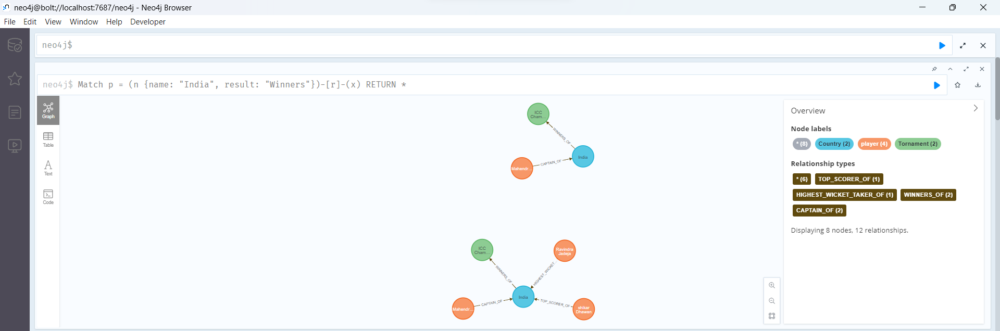 neo4j@bolt://localhost:7687/neo4j - Neo4j Browser
File Edit View Window Help Developer
neo4j$
neo4j$ Match p = (n {name: "India", result: "Winners"})-[r]-(x) RETURN *
Graph
Table
Text
Code
ICC
Cham...
WINNERS_OF
India
CAPTAIN_OF
Mahendr...
ICC
Cham...
Ravindra
Jadeja
WINNERS_OF
HIGHEST_WICKET...
India
CAPTAIN_OF
TOP_SCORER_OF
Mahendr...
shikar
Dhawan
Overview
Node labels
* (8) Country (2) player (4) Tornament (2)
Relationship types
* (6) TOP_SCORER_OF (1)
HIGHEST_WICKET_TAKER_OF (1) WINNERS_OF (2)
CAPTAIN_OF (2)
Displaying 8 nodes, 12 relationships.